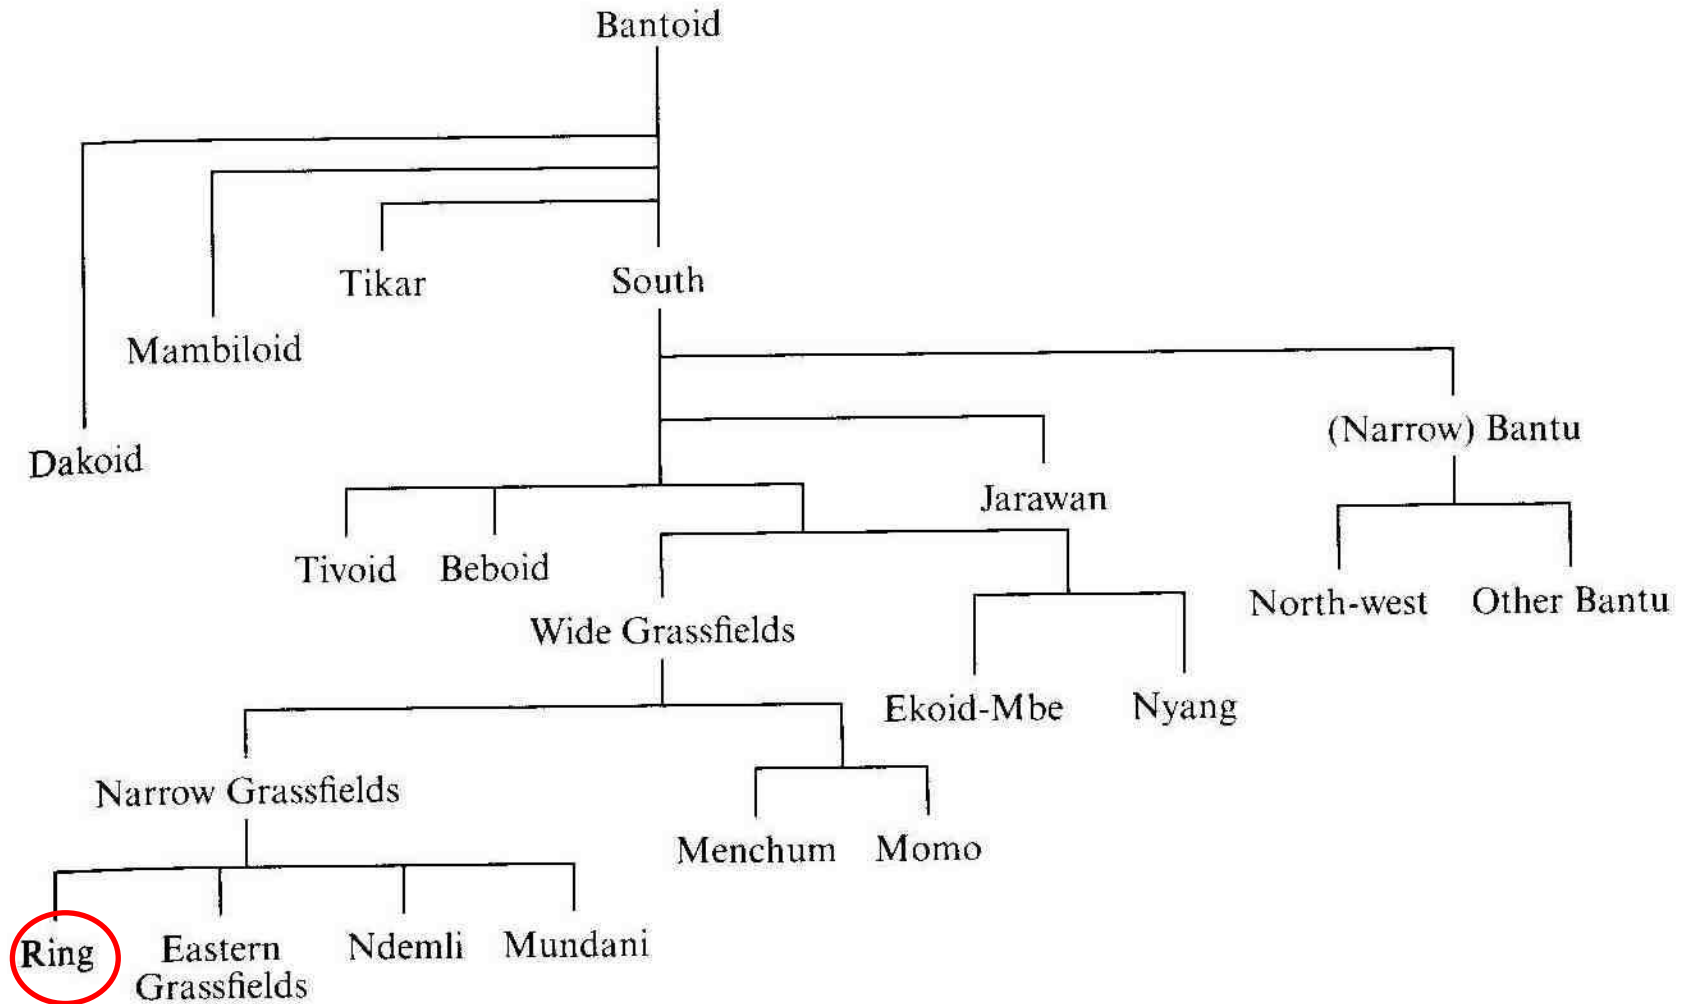 Bantoid
Tikar
South
Mambiloid
(Narrow) Bantu
Dakoid
Jarawan
Tivoid
Beboid
North-west
Other Bantu
Wide Grassfields
Ekoid-Mbe
Nyang
Narrow Grassfields
Menchum
Momo
Ring
Eastern
Grassfields
Ndemli
Mundani